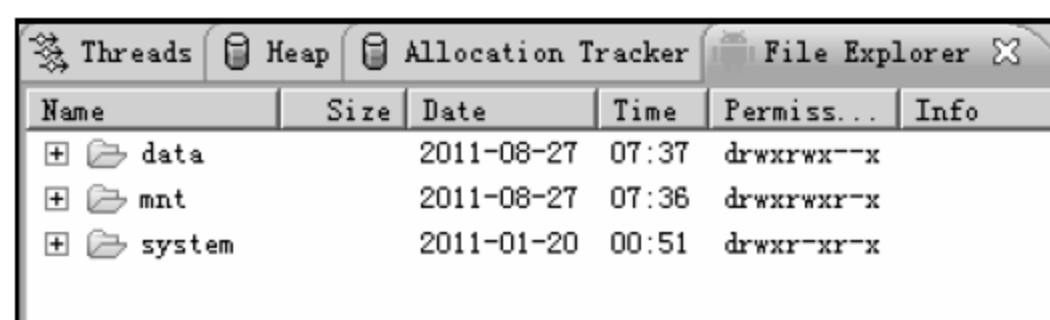 Threads Heap Allocation Tracker File Explorer
Name Size Date Time Permiss... Info
data 2011-08-27 07:37 drwxrwx--x
mnt 2011-08-27 07:36 drwxrwxr-x
system 2011-01-20 00:51 drwxr-xr-x